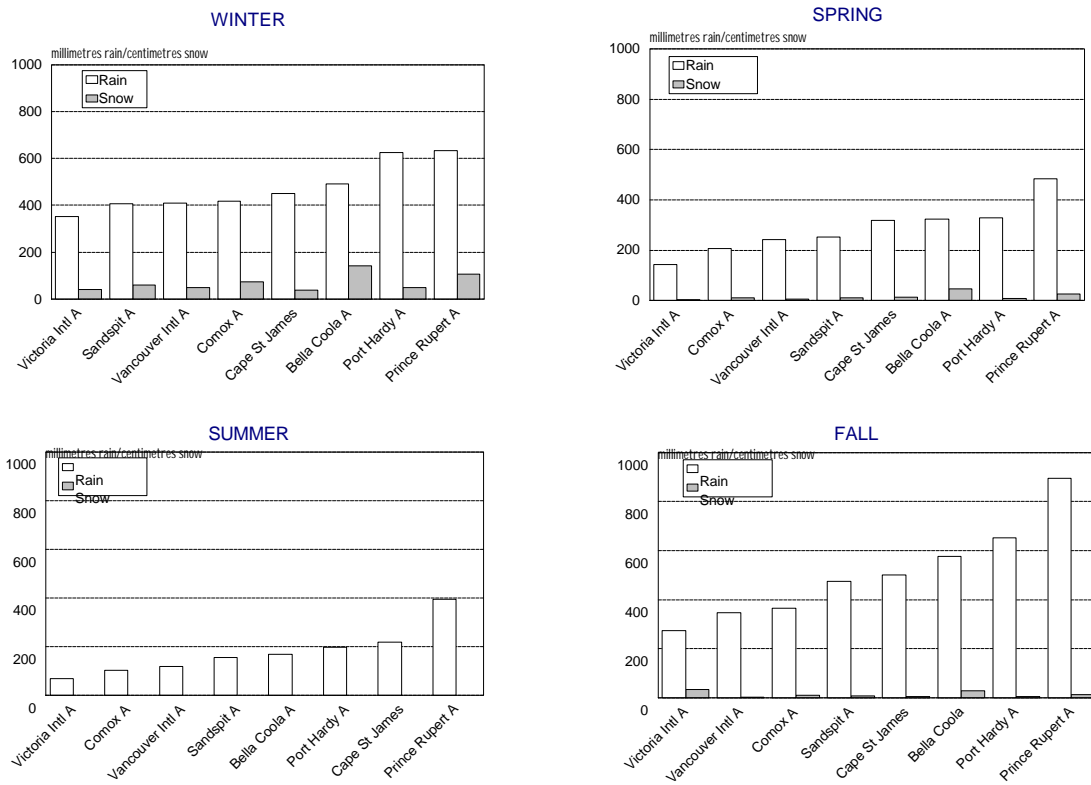 WINTER
millimetres rain/centimetres snow
1000
Rain
Snow
800
600
400
200
0
Victoria Intl A
Sandspit A
Vancouver Intl A
Comox A
Cape St James
Bella Coola A
Port Hardy A
Prince Rupert A
SPRING
millimetres rain/centimetres snow
1000
Rain
Snow
800
600
400
200
0
Victoria Intl A
Comox A
Vancouver Intl A
Sandspit A
Cape St James
Bella Coola A
Port Hardy A
Prince Rupert A
SUMMER
millimetres rain/centimetres snow
1000
Rain
Snow
800
600
400
200
0
Victoria Intl A
Comox A
Vancouver Intl A
Sandspit A
Bella Coola A
Port Hardy A
Cape St James
Prince Rupert A
FALL
millimetres rain/centimetres snow
1000
Rain
Snow
800
600
400
200
0
Victoria Intl A
Vancouver Intl A
Comox A
Sandspit A
Cape St James
Bella Coola
Port Hardy A
Prince Rupert A